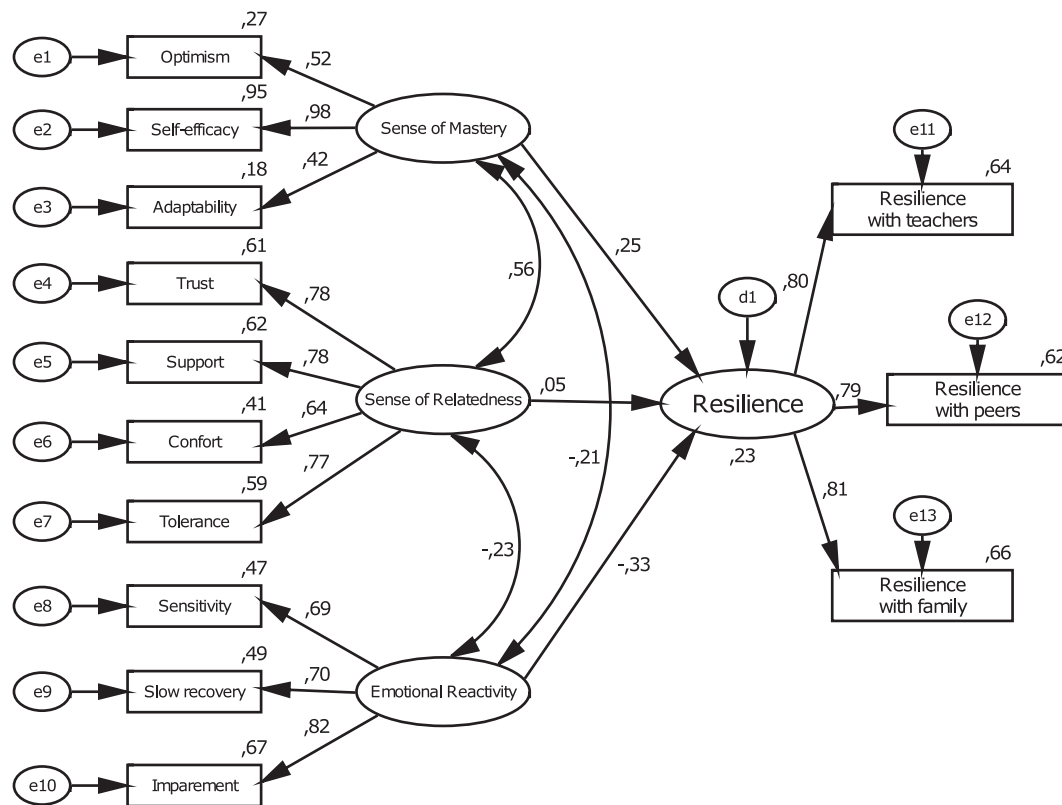 ,27
e1
Optimism
,52
,95
e2
Self-efficacy
,98
Sense of Mastery
,18
e3
Adaptability
,42
,61
e4
Trust
,78
,62
e5
Support
,78
,41
e6
Confort
,64
Sense of Relatedness
,59
e7
Tolerance
,77
,47
e8
Sensitivity
,69
,49
e9
Slow recovery
,70
Emotional Reactivity
,67
e10
Imparement
,82
,56
-,21
-,23
,25
,05
-,33
d1
Resilience
,23
,80
,79
,81
e11
,64
Resilience
with teachers
e12
,62
Resilience
with peers
e13
,66
Resilience
with family